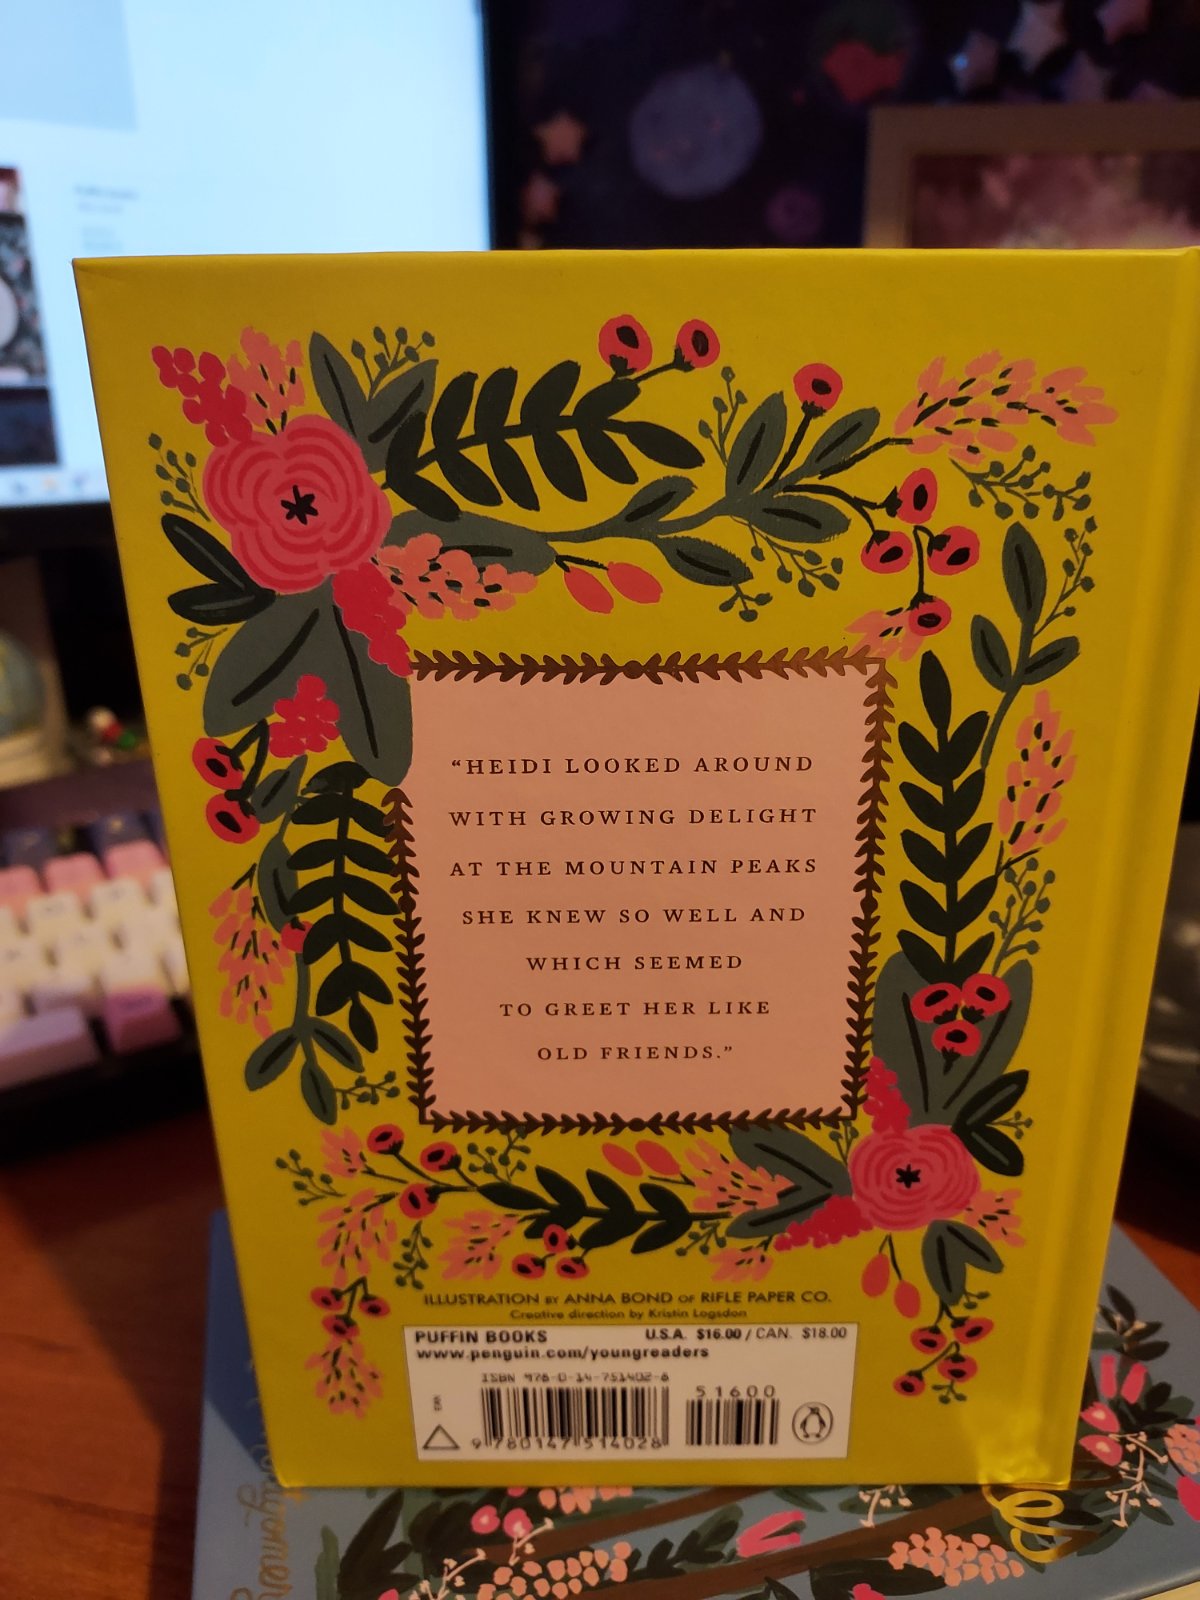 “HEIDI LOOKED AROUND
WITH GROWING DELIGHT
AT THE MOUNTAIN PEAKS
SHE KNEW SO WELL AND
WHICH SEEMED
TO GREET HER LIKE
OLD FRIENDS.”
ILLUSTRATION BY ANNA BOND OF RIFLE PAPER CO.
Creative direction by Kristin Logsdon
PUFFIN BOOKS U.S.A. $16.00 / CAN. $18.00
www.penguin.com/youngreaders
ISBN 978-0-14-751402-8
51600
9 780147 514028